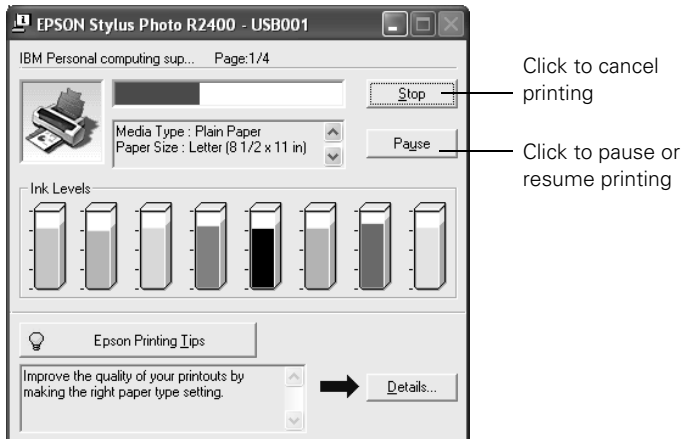 EPSON Stylus Photo R2400 - USB001
IBM Personal computing sup... Page:1/4
Stop
Click to cancel
printing
Media Type : Plain Paper
Paper Size : Letter (8 1/2 x 11 in)
Pause
Click to pause or
resume printing
Ink Levels
Epson Printing Tips
Improve the quality of your printouts by
making the right paper type setting.
Details...